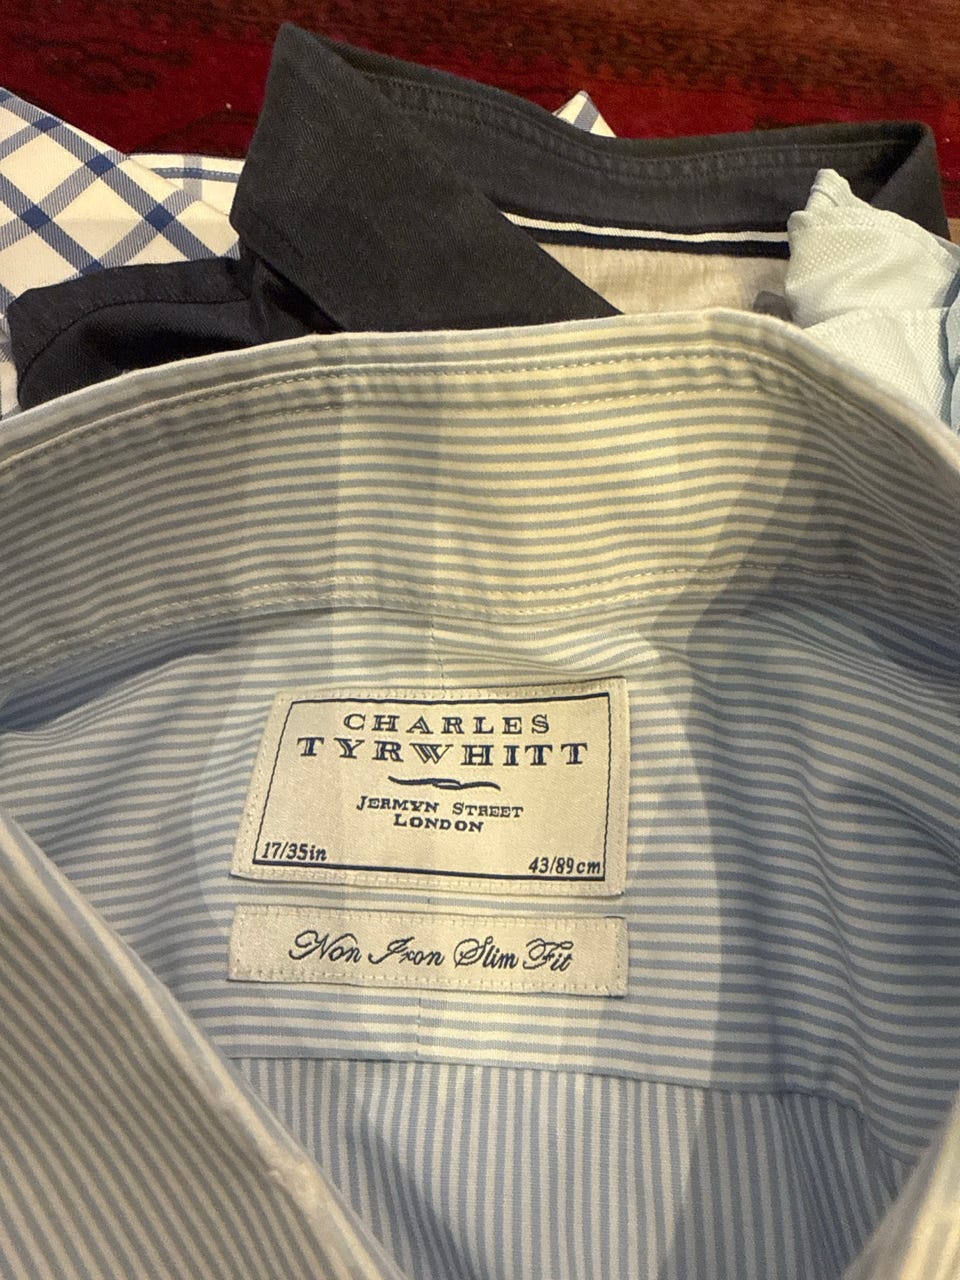 CHARLES
TYRWHITT
JERMYN STREET
LONDON
17/35in 43/89cm
Non Iron Slim Fit